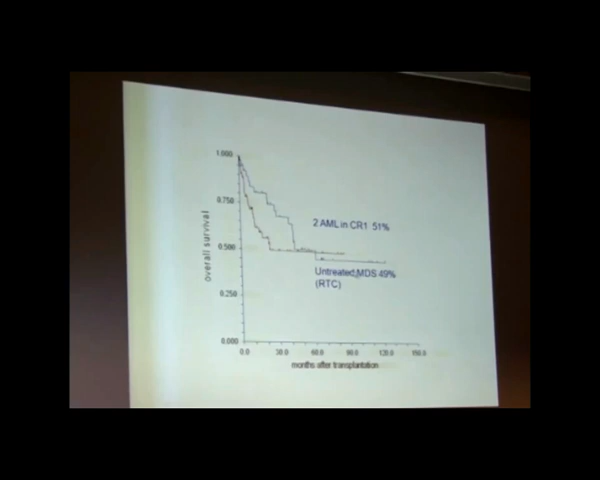 1.000
0.750
0.500
0.250
0.000
overall survival
2 AML in CR1 51%
Untreated MDS 49%
(RTC)
0.0 30.0 60.0 90.0 120.0 150.0
months after transplantation